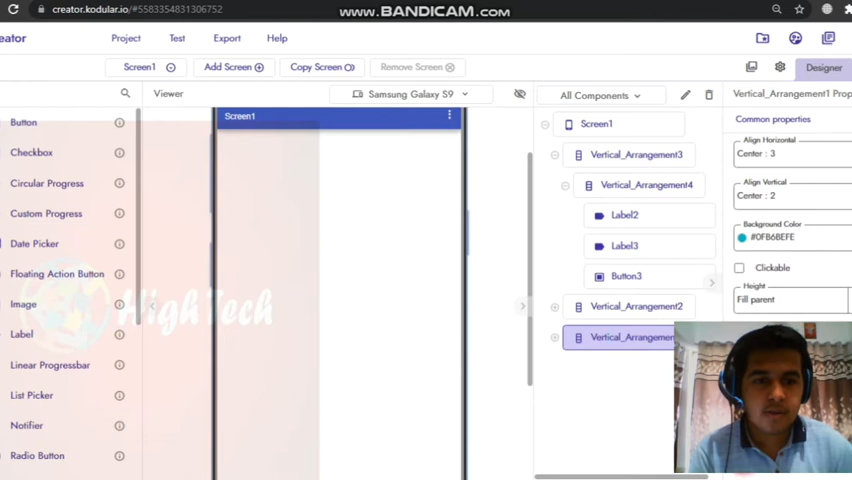 creator.kodular.io/#5583354831306752
www.BANDICAM.com
eator
Project
Test
Export
Help
Screen1
Add Screen
Copy Screen
Remove Screen
Designer
Viewer
Samsung Galaxy S9
All Components
Vertical_Arrangement1 Prop
Button
Checkbox
Circular Progress
Custom Progress
Date Picker
Floating Action Button
Image
Label
Linear Progressbar
List Picker
Notifier
Radio Button
Screen1
High Tech
Screen1
Vertical_Arrangement3
Vertical_Arrangement4
Label2
Label3
Button3
Vertical_Arrangement2
Vertical_Arrangemen
Common properties
Align Horizontal
Center : 3
Align Vertical
Center : 2
Background Color
#0FB6BEFE
Clickable
Height
Fill parent